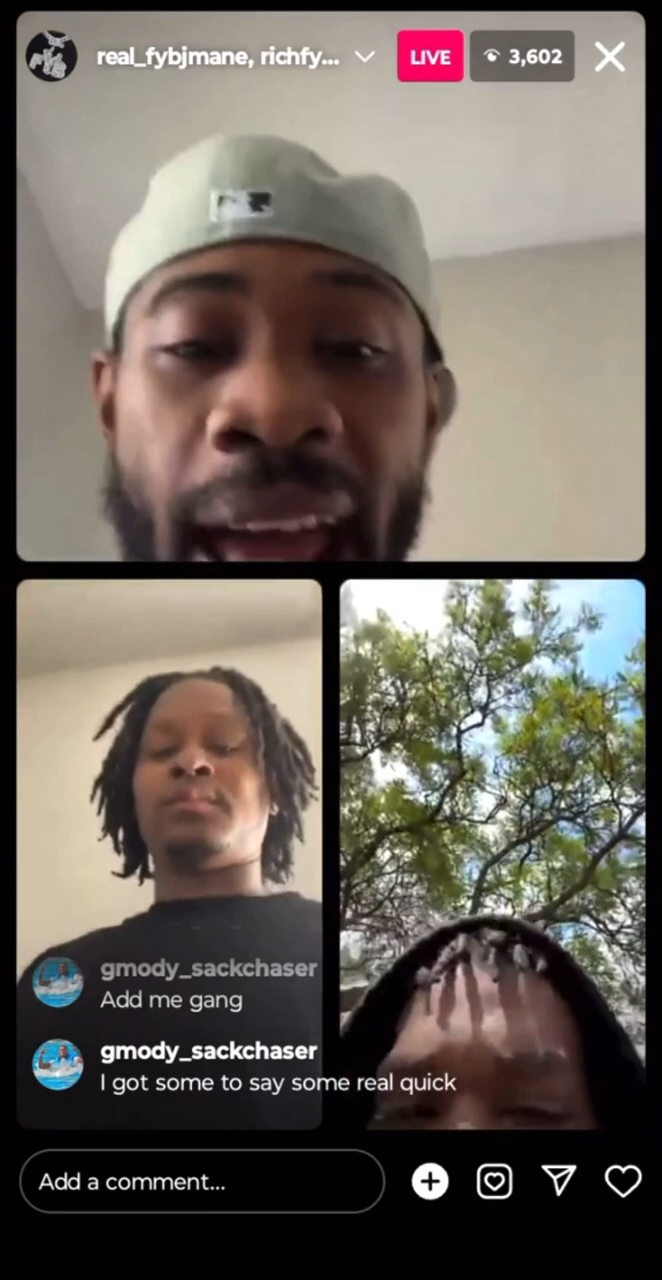 real_fybjmane, richfy...
LIVE
3,602
gmody_sackchaser
Add me gang
gmody_sackchaser
I got some to say some real quick
Add a comment...